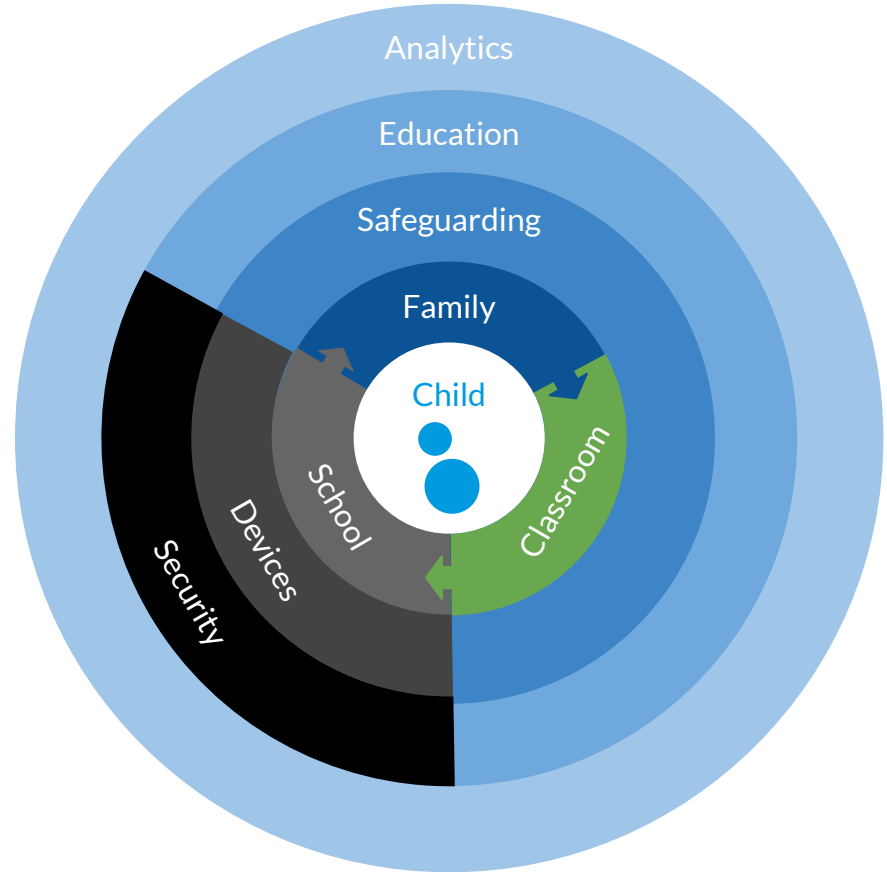 Analytics
Education
Safeguarding
Family
Child
School
Classroom
Devices
Security